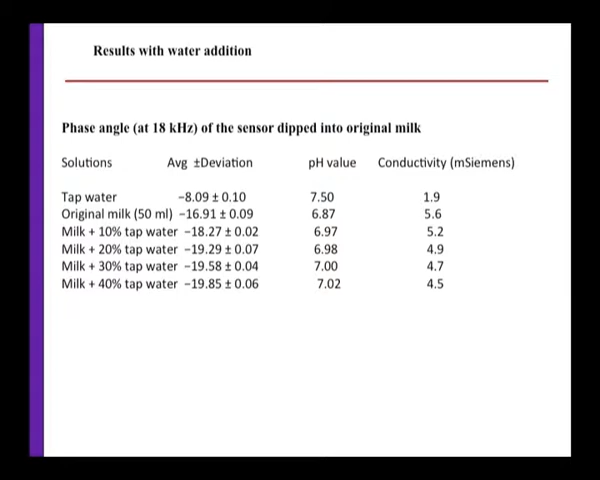 Results with water addition
Phase angle (at 18 kHz) of the sensor dipped into original milk
Solutions Avg ±Deviation pH value Conductivity (mSiemens)
Tap water −8.09 ± 0.10 7.50 1.9
Original milk (50 ml) −16.91 ± 0.09 6.87 5.6
Milk + 10% tap water −18.27 ± 0.02 6.97 5.2
Milk + 20% tap water −19.29 ± 0.07 6.98 4.9
Milk + 30% tap water −19.58 ± 0.04 7.00 4.7
Milk + 40% tap water −19.85 ± 0.06 7.02 4.5